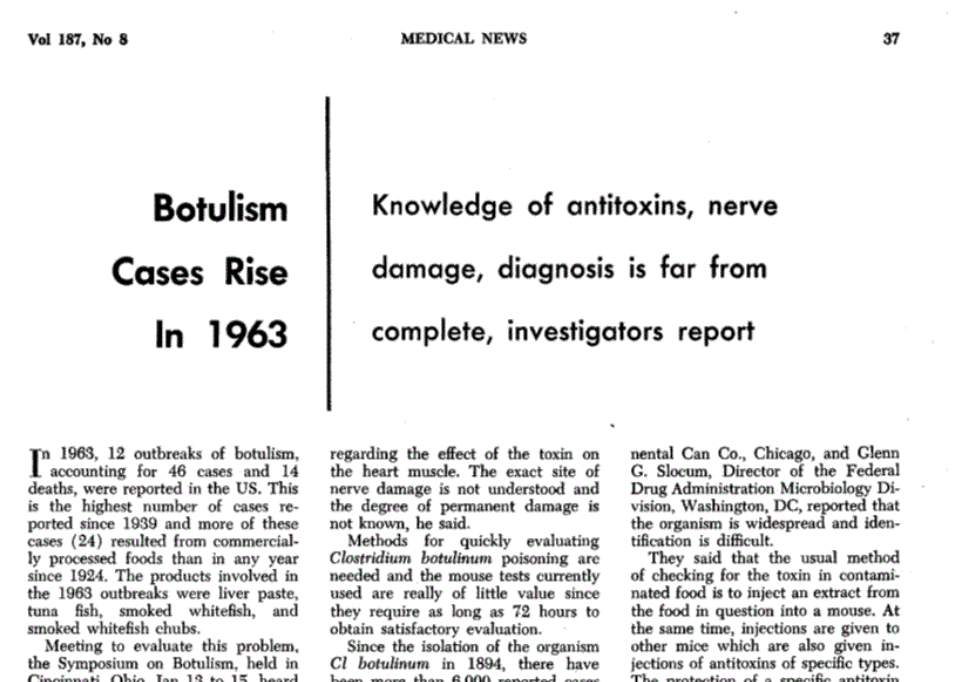 Vol 187, No 8
MEDICAL NEWS
37
Botulism
Cases Rise
In 1963
Knowledge of antitoxins, nerve
damage, diagnosis is far from
complete, investigators report
In 1963, 12 outbreaks of botulism,
accounting for 46 cases and 14
deaths, were reported in the US. This
is the highest number of cases re-
ported since 1939 and more of these
cases (24) resulted from commercial-
ly processed foods than in any year
since 1924. The products involved in
the 1963 outbreaks were liver paste,
tuna fish, smoked whitefish, and
smoked whitefish chubs.
Meeting to evaluate this problem,
the Symposium on Botulism, held in
Cincinnati, Ohio, Jan 13 to 15, heard
regarding the effect of the toxin on
the heart muscle. The exact site of
nerve damage is not understood and
the degree of permanent damage is
not known, he said.
Methods for quickly evaluating
Clostridium botulinum poisoning are
needed and the mouse tests currently
used are really of little value since
they require as long as 72 hours to
obtain satisfactory evaluation.
Since the isolation of the organism
Cl botulinum in 1894, there have
been more than 6,000 reported cases
nental Can Co., Chicago, and Glenn
G. Slocum, Director of the Federal
Drug Administration Microbiology Di-
vision, Washington, DC, reported that
the organism is widespread and iden-
tification is difficult.
They said that the usual method
of checking for the toxin in contami-
nated food is to inject an extract from
the food in question into a mouse. At
the same time, injections are given to
other mice which are also given in-
jections of antitoxins of specific types.
The protection of a specific antitoxin